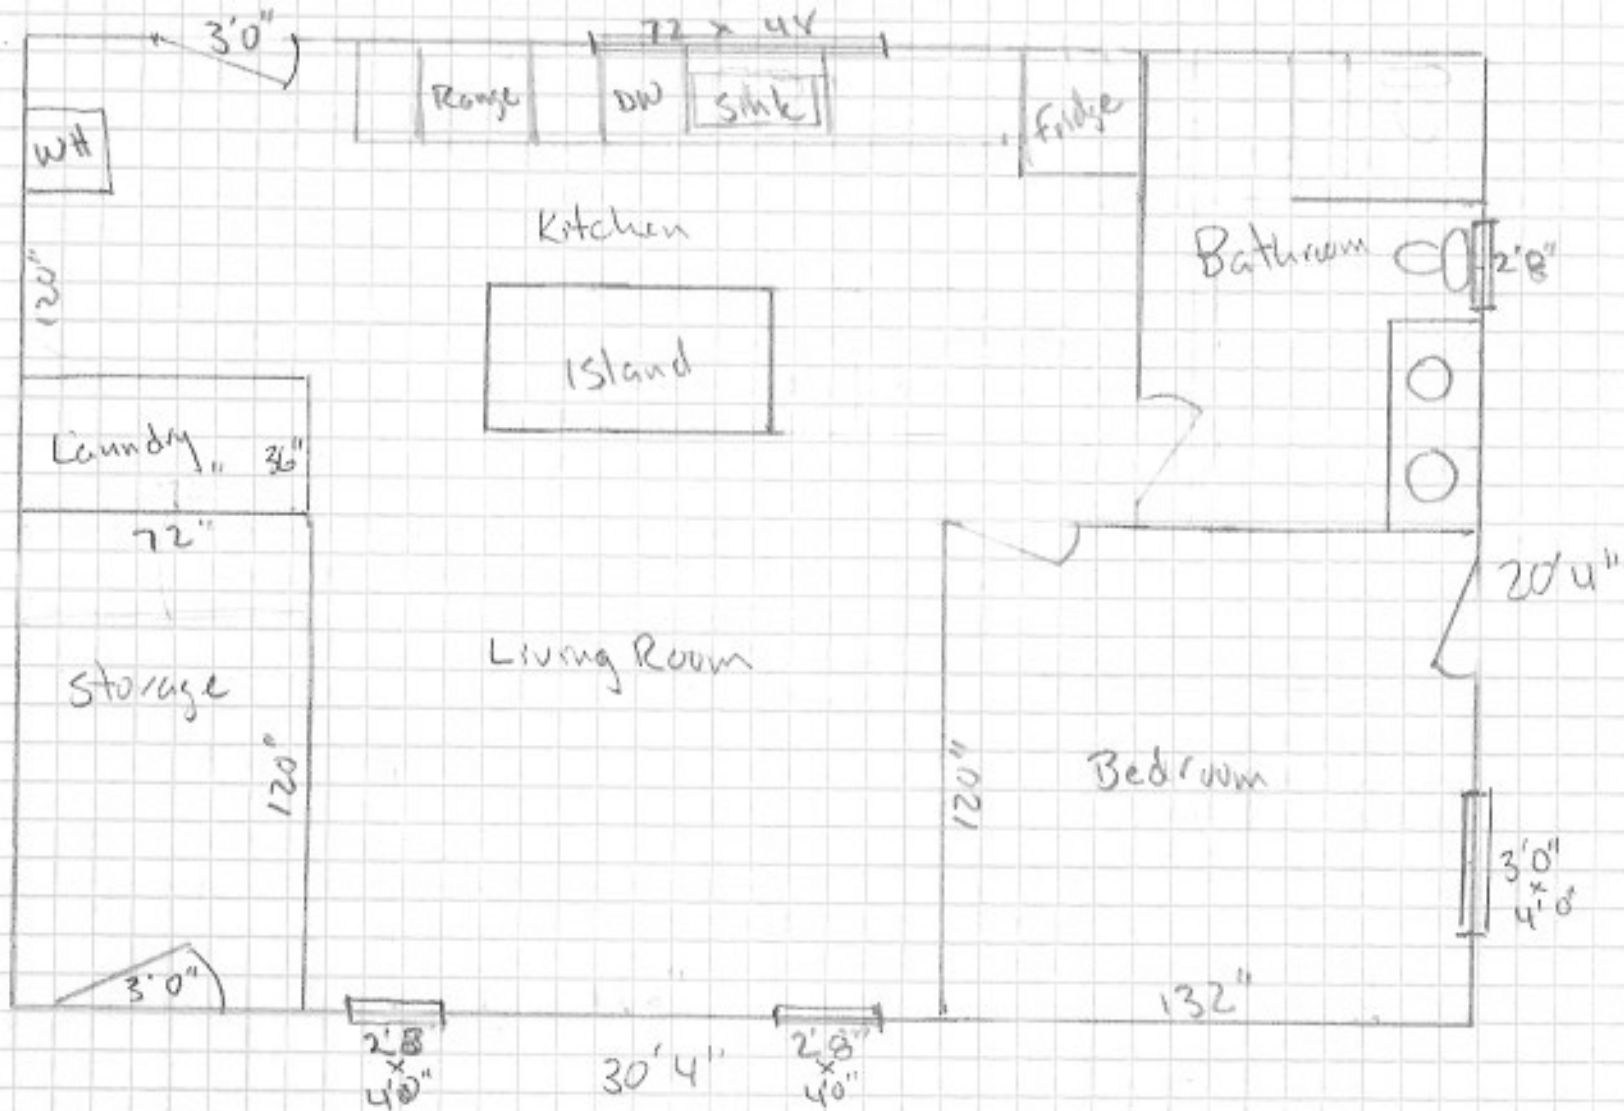 3'0"
72 x 48
Range
DW
Sink
Fridge
WH
Kitchen
Bathroom
2'8"
120"
Island
Laundry
36"
72"
20'4"
Living Room
Storage
120"
120"
Bedroom
3'0"
x
4'0"
3'0"
132"
2'8
x
4'0"
30'4"
2'8"
x
4'0"